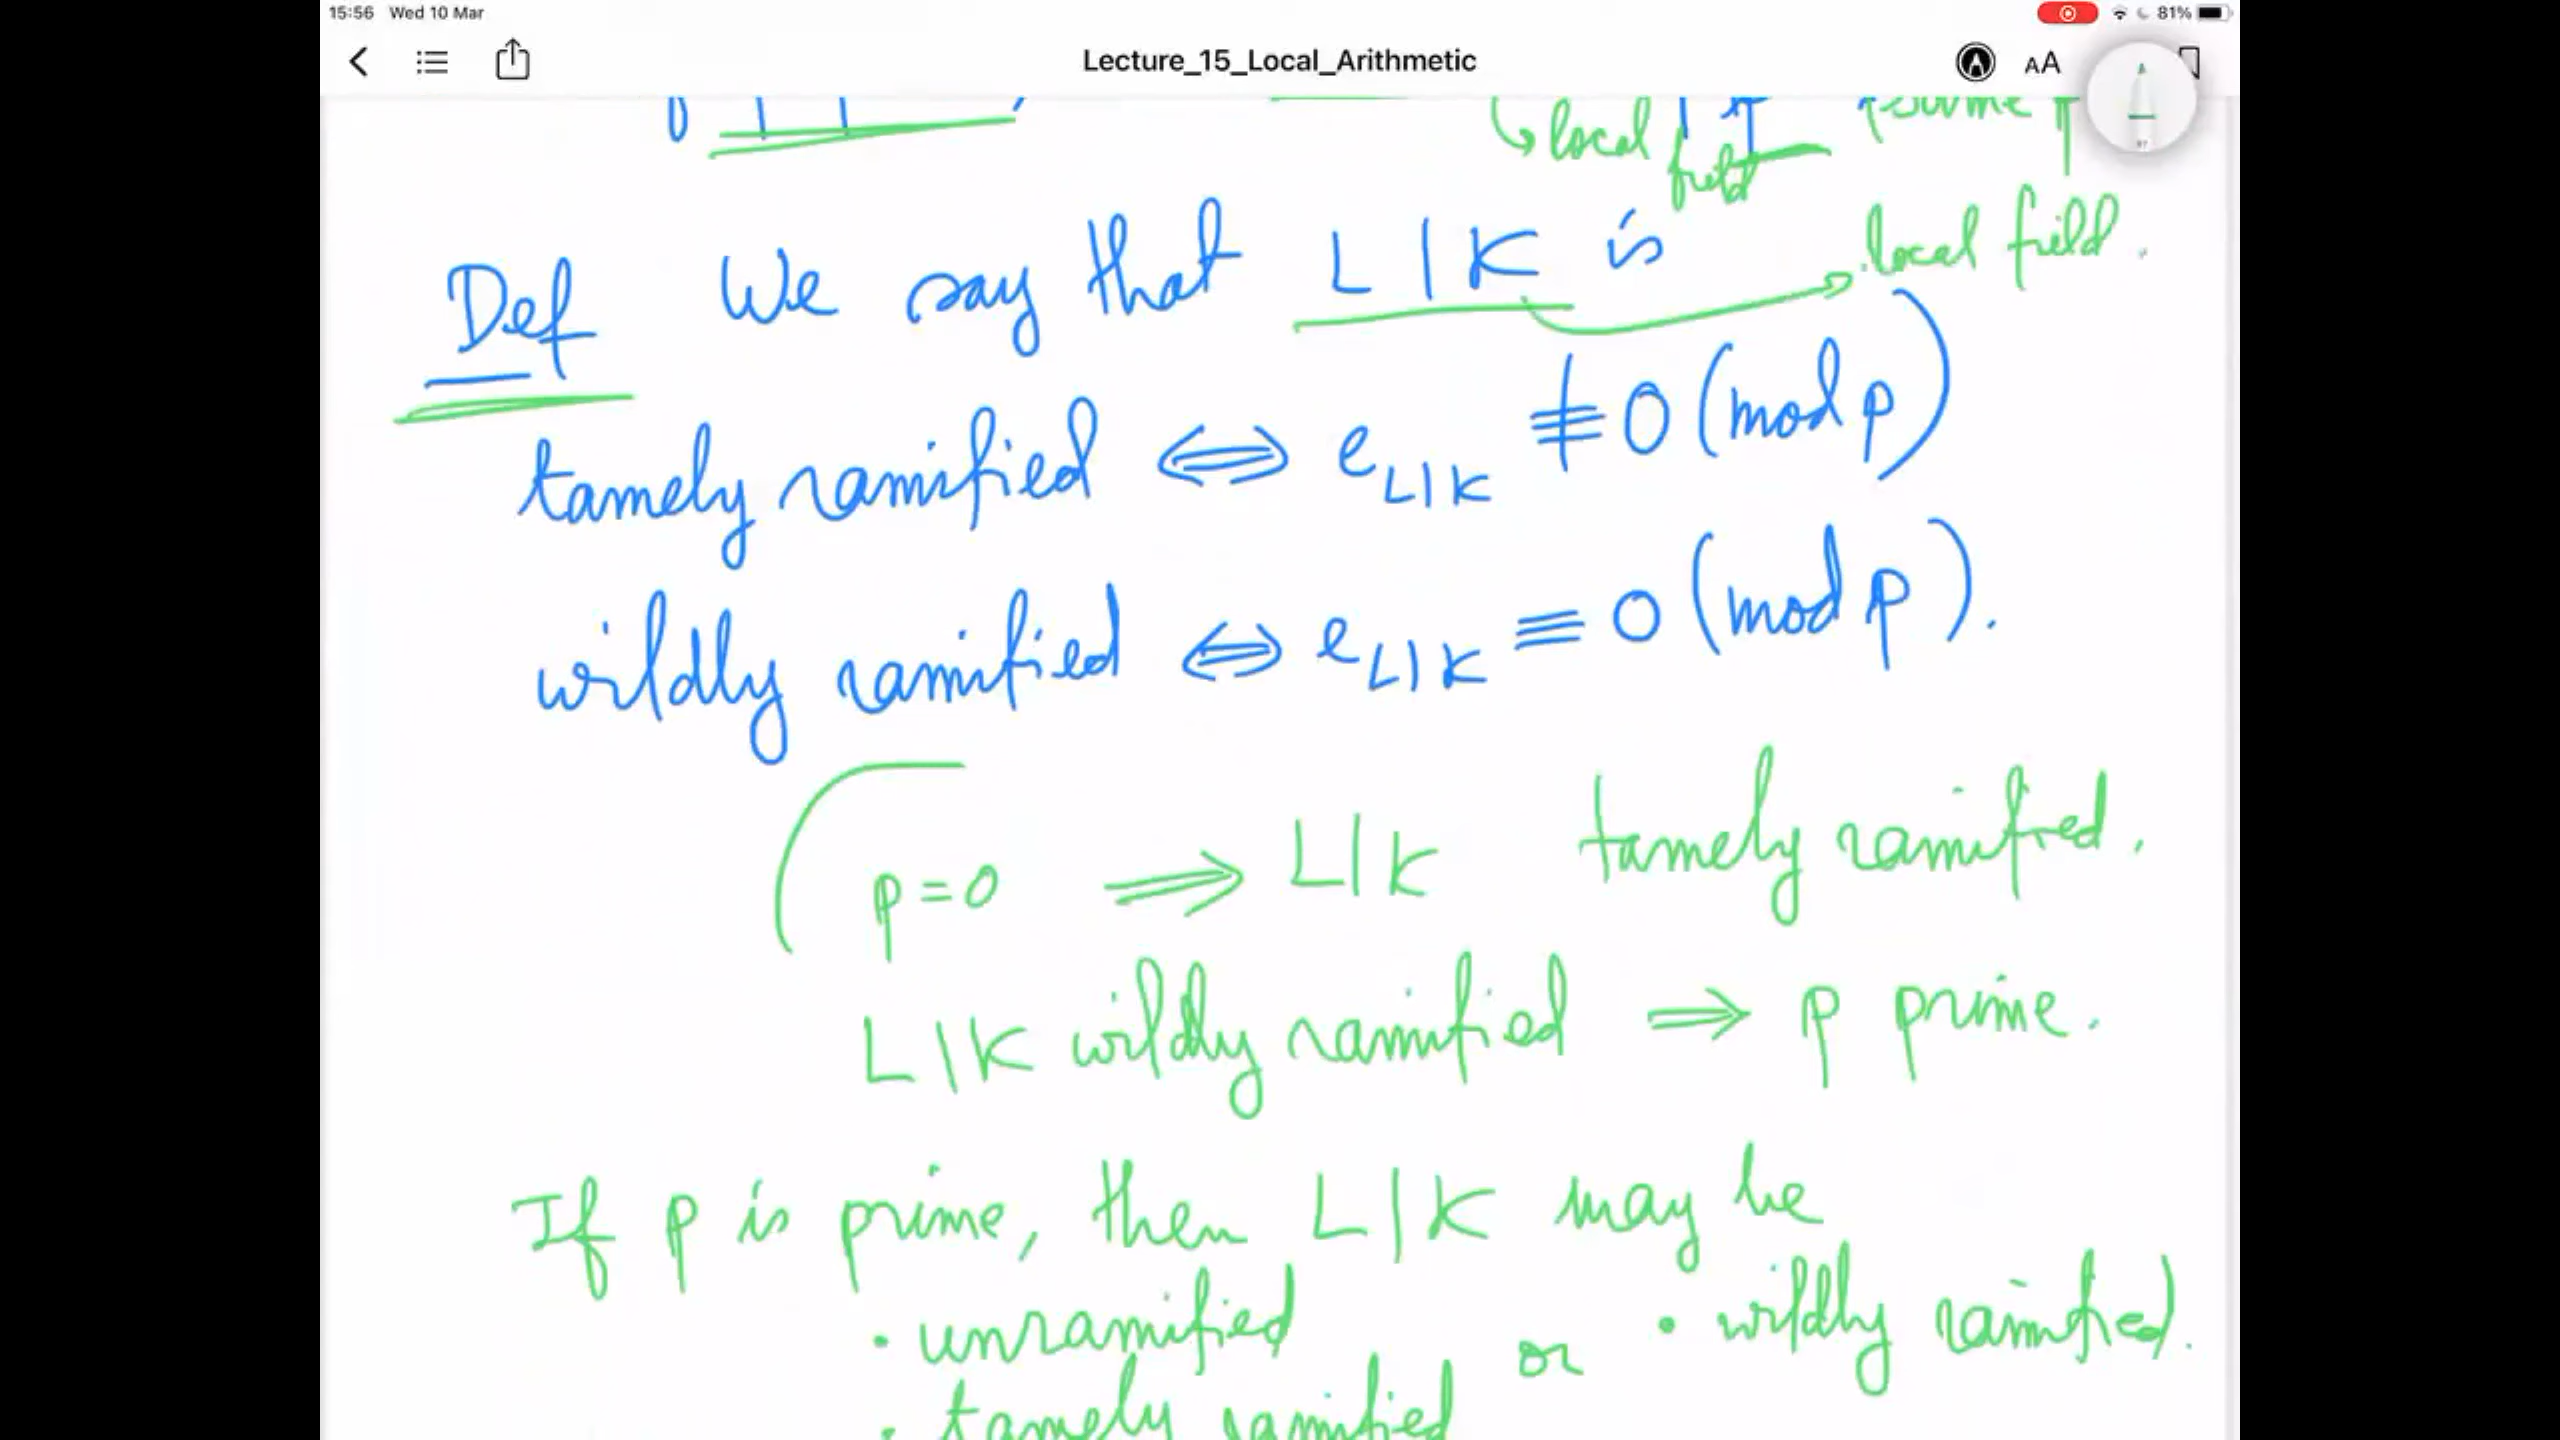 15:56 Wed 10 Mar 81%
Lecture_15_Local_Arithmetic
local field
Def We say that L|K is local field.
tamely ramified ⇔ e_{L|K} ≢ 0 (mod p)
wildly ramified ⇔ e_{L|K} ≡ 0 (mod p).
p = 0 ⟹ L|K tamely ramified.
L|K wildly ramified ⟹ p prime.
If p is prime, then L|K may be
• unramified or • wildly ramified.
• tamely ramified